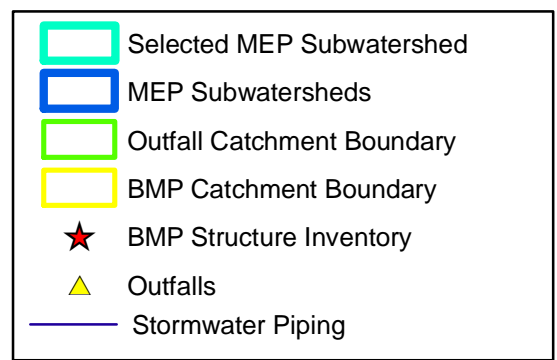 Selected MEP Subwatershed
MEP Subwatersheds
Outfall Catchment Boundary
BMP Catchment Boundary
BMP Structure Inventory
Outfalls
Stormwater Piping